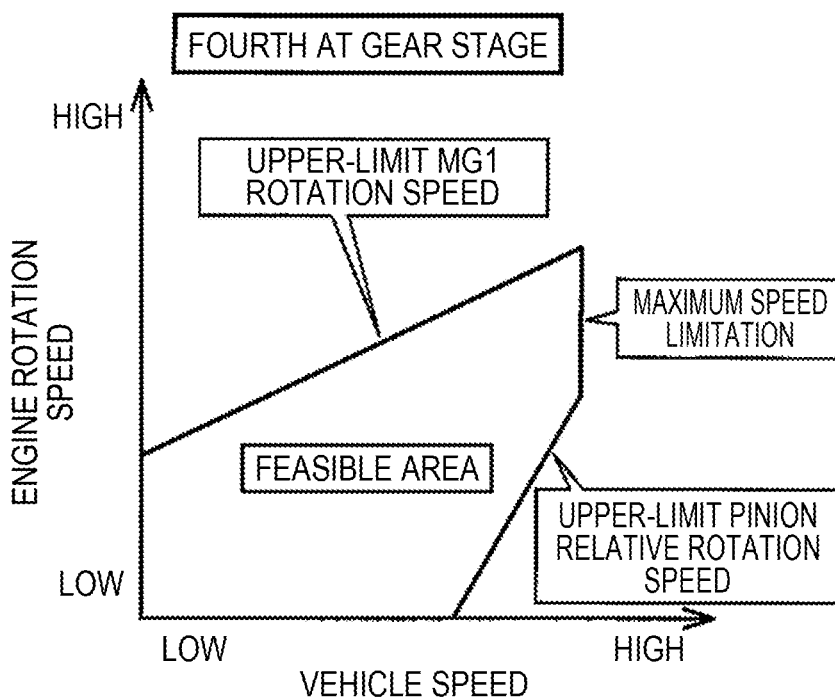 FOURTH AT GEAR STAGE
HIGH
UPPER-LIMIT MG1
ROTATION SPEED
ENGINE ROTATION
SPEED
MAXIMUM SPEED
LIMITATION
FEASIBLE AREA
UPPER-LIMIT PINION
RELATIVE ROTATION
SPEED
LOW
LOW
HIGH
VEHICLE SPEED